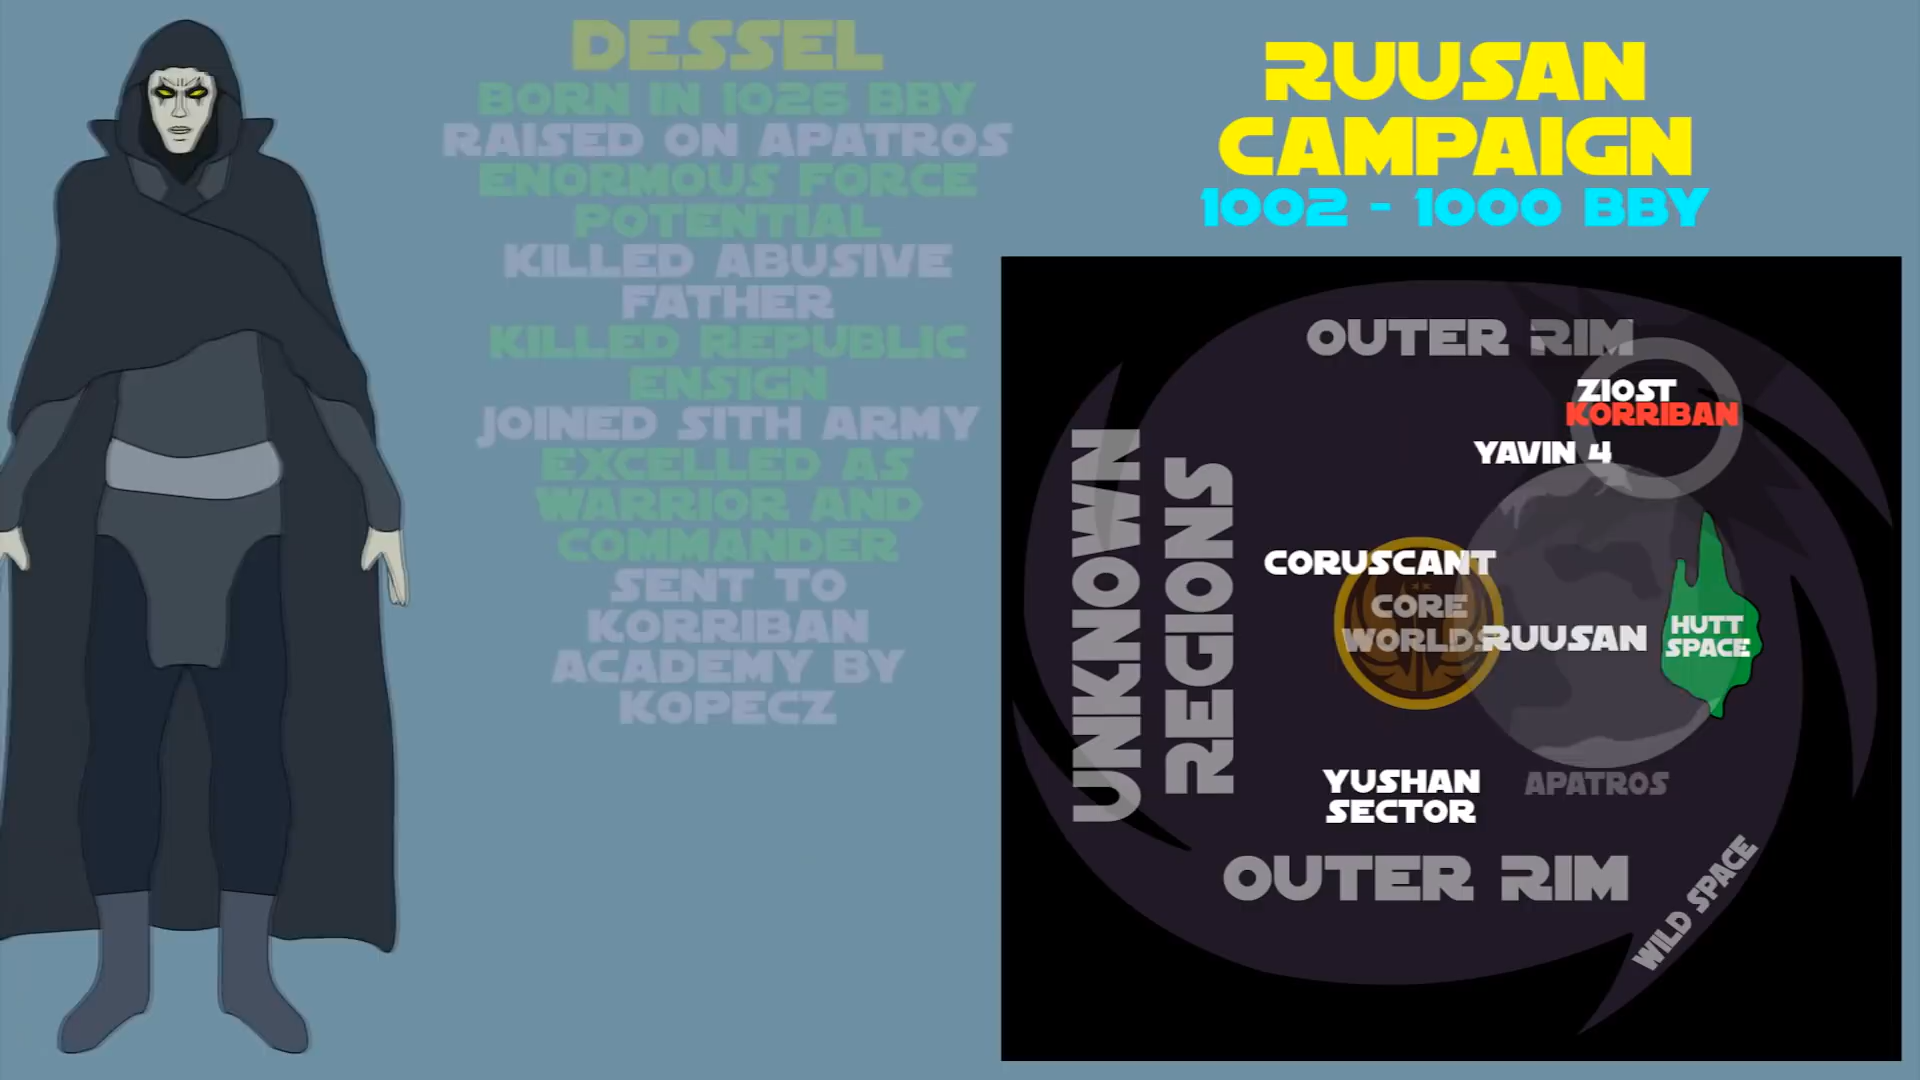 DESSEL
BORN IN 1026 BBY
RAISED ON APATROS
ENORMOUS FORCE
POTENTIAL
KILLED ABUSIVE
FATHER
KILLED REPUBLIC
ENSIGN
JOINED SITH ARMY
EXCELLED AS
WARRIOR AND
COMMANDER
SENT TO
KORRIBAN
ACADEMY BY
KOPECZ
RUUSAN
CAMPAIGN
1002 - 1000 BBY
OUTER RIM
ZIOST
KORRIBAN
YAVIN 4
UNKNOWN
REGIONS
CORUSCANT
CORE
WORLDS
RUUSAN
HUTT
SPACE
YUSHAN
SECTOR
APATROS
OUTER RIM
WILD SPACE